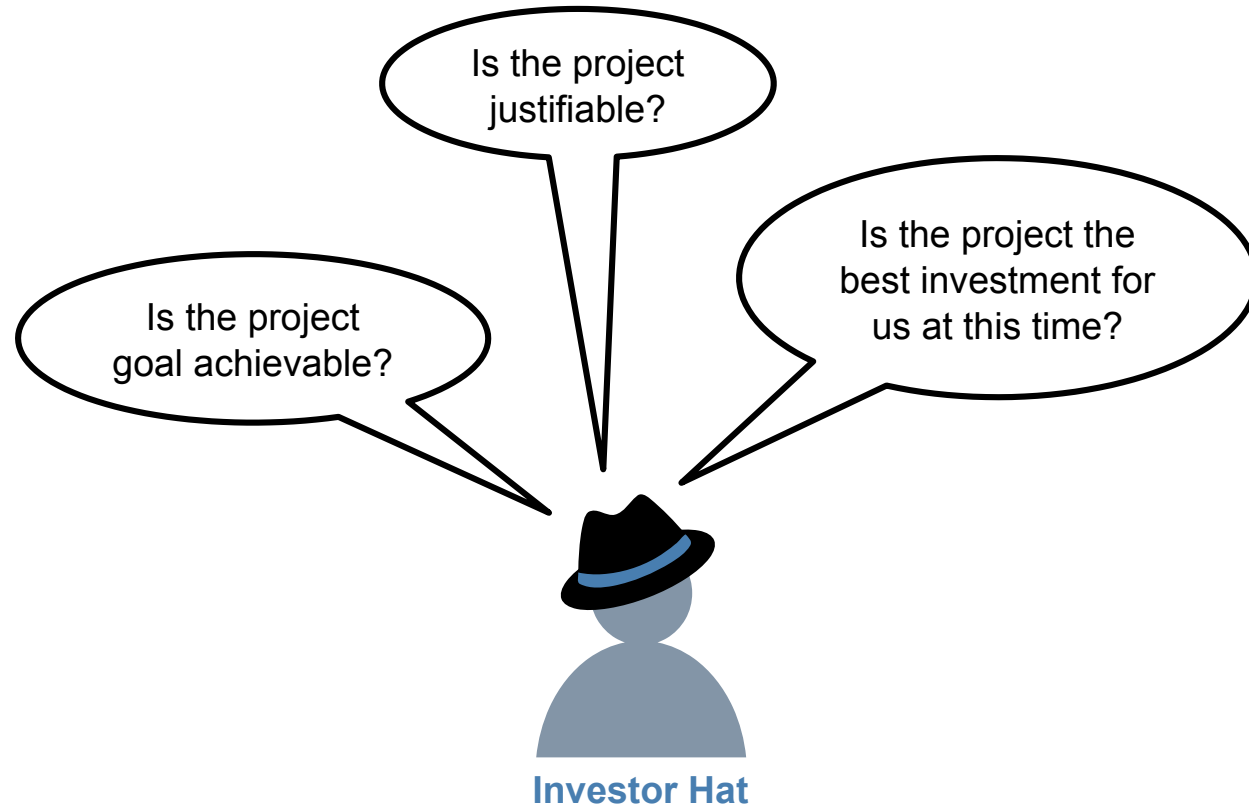 Is the project
justifiable?
Is the project the
best investment for
us at this time?
Is the project
goal achievable?
Investor Hat